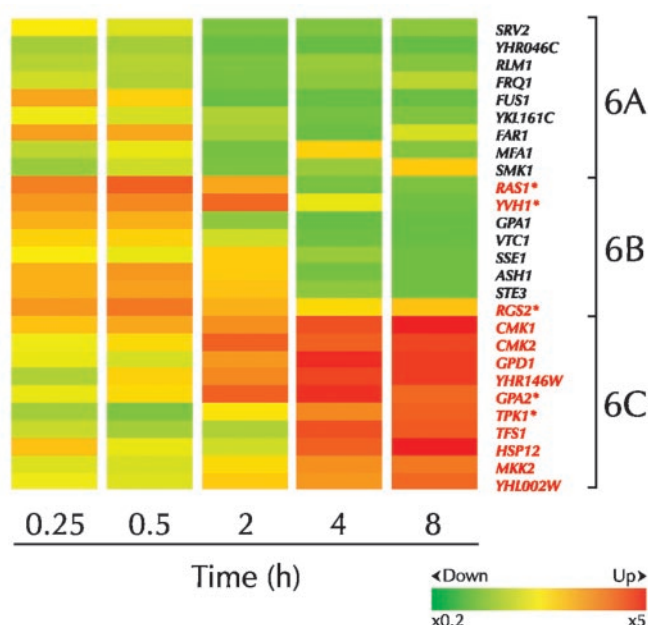 SRV2
YHR046C
RLM1
FRQ1
FUS1
YKL161C
FAR1
MFA1
SMK1
RAS1*
YVH1*
GPA1
VTC1
SSE1
ASH1
STE3
RGS2*
CMK1
CMK2
GPD1
YHR146W
GPA2*
TPK1*
TFS1
HSP12
MKK2
YHL002W
6A
6B
6C
0.25 0.5 2 4 8
Time (h)
Down Up
x0.2 x5